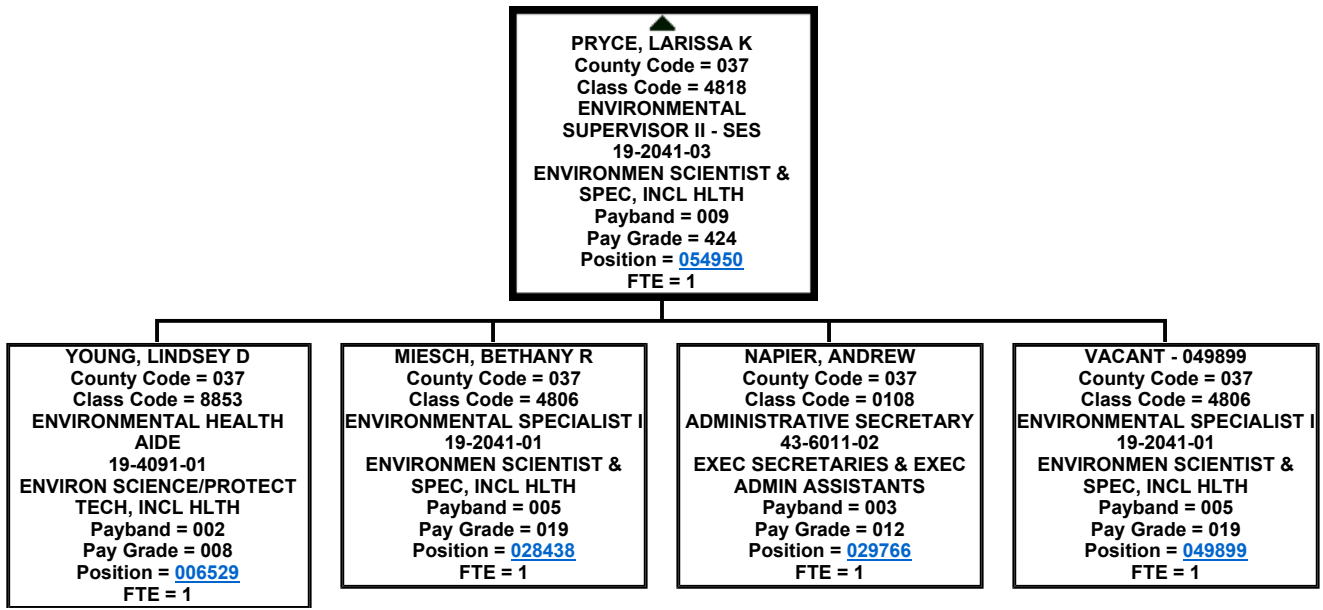 PRYCE, LARISSA K
County Code = 037
Class Code = 4818
ENVIRONMENTAL
SUPERVISOR II - SES
19-2041-03
ENVIRONMEN SCIENTIST &
SPEC, INCL HLTH
Payband = 009
Pay Grade = 424
Position = 054950
FTE = 1
YOUNG, LINDSEY D
County Code = 037
Class Code = 8853
ENVIRONMENTAL HEALTH
AIDE
19-4091-01
ENVIRON SCIENCE/PROTECT
TECH, INCL HLTH
Payband = 002
Pay Grade = 008
Position = 006529
FTE = 1
MIESCH, BETHANY R
County Code = 037
Class Code = 4806
ENVIRONMENTAL SPECIALIST I
19-2041-01
ENVIRONMEN SCIENTIST &
SPEC, INCL HLTH
Payband = 005
Pay Grade = 019
Position = 028438
FTE = 1
NAPIER, ANDREW
County Code = 037
Class Code = 0108
ADMINISTRATIVE SECRETARY
43-6011-02
EXEC SECRETARIES & EXEC
ADMIN ASSISTANTS
Payband = 003
Pay Grade = 012
Position = 029766
FTE = 1
VACANT - 049899
County Code = 037
Class Code = 4806
ENVIRONMENTAL SPECIALIST I
19-2041-01
ENVIRONMEN SCIENTIST &
SPEC, INCL HLTH
Payband = 005
Pay Grade = 019
Position = 049899
FTE = 1